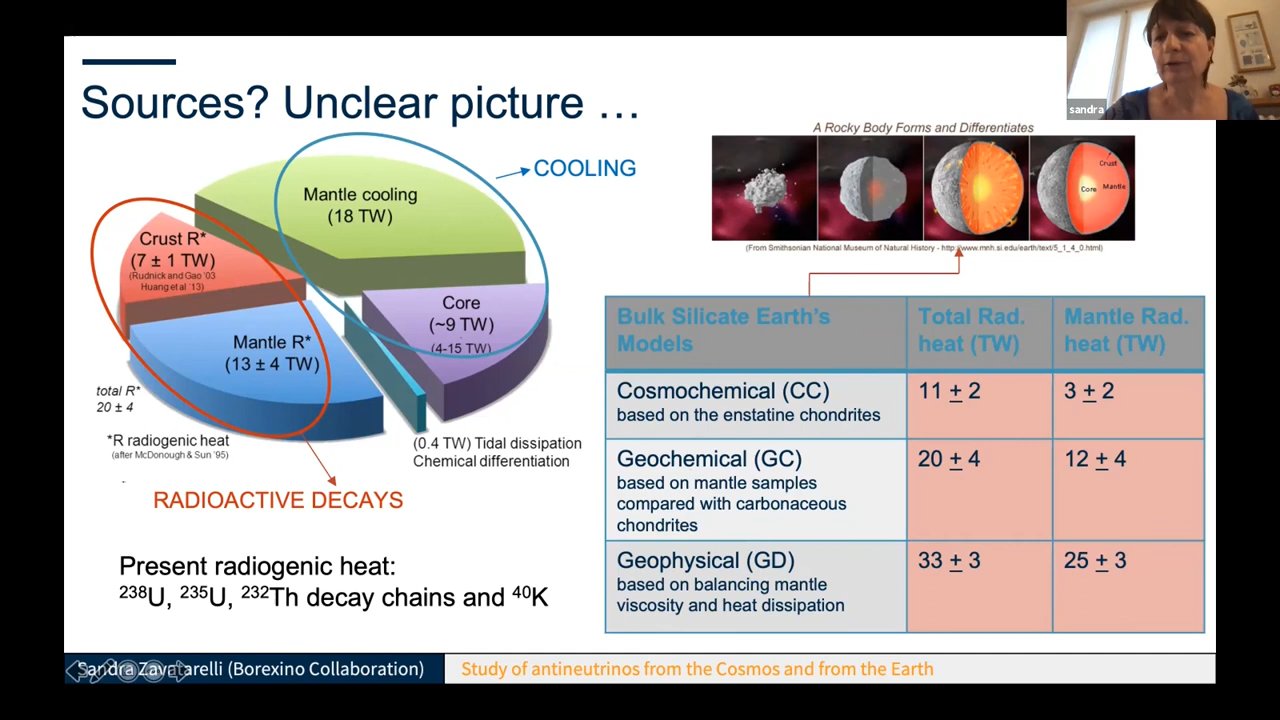 sandra
Sources? Unclear picture …
COOLING
Mantle cooling
(18 TW)
Crust R*
(7 ± 1 TW)
(Rudnick and Gao '03
Huang et al '13)
Core
(~9 TW)
(4-15 TW)
Mantle R*
(13 ± 4 TW)
total R*
20 ± 4
*R radiogenic heat
(after McDonough & Sun '95)
(0.4 TW) Tidal dissipation
Chemical differentiation
RADIOACTIVE DECAYS
Present radiogenic heat:
²³⁸U, ²³⁵U, ²³²Th decay chains and ⁴⁰K
A Rocky Body Forms and Differentiates
Crust
Core
Mantle
(From Smithsonian National Museum of Natural History - http://www.mnh.si.edu/earth/text/5_1_4_0.html)
Bulk Silicate Earth's
Models
Total Rad.
heat (TW)
Mantle Rad.
heat (TW)
Cosmochemical (CC)
based on the enstatine chondrites
11 ± 2
3 ± 2
Geochemical (GC)
based on mantle samples
compared with carbonaceous
chondrites
20 ± 4
12 ± 4
Geophysical (GD)
based on balancing mantle
viscosity and heat dissipation
33 ± 3
25 ± 3
Sandra Zavatarelli (Borexino Collaboration)
Study of antineutrinos from the Cosmos and from the Earth